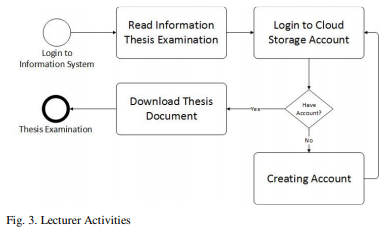 Read Information
Thesis Examination
Login to Cloud
Storage Account
Login to
Information System
Have
Account?
Yes
No
Download Thesis
Document
Thesis Examination
Creating Account
Fig. 3. Lecturer Activities